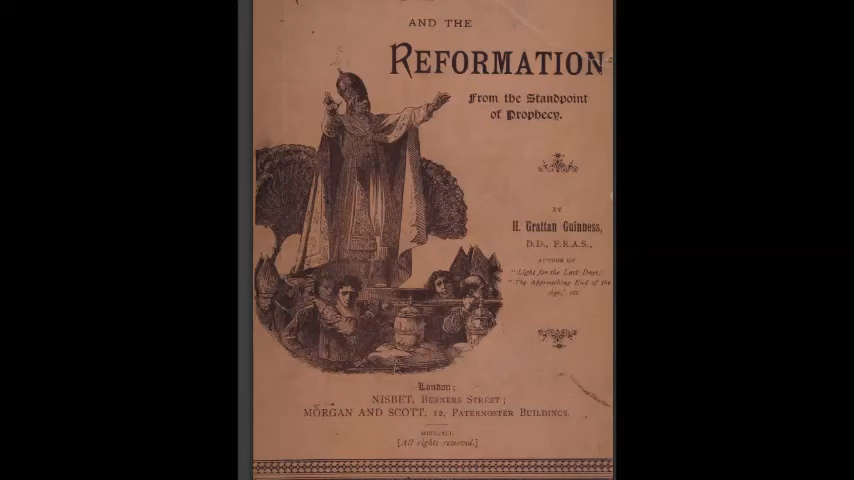 AND THE
REFORMATION
From the Standpoint
of Prophecy.
BY
H. Grattan Guinness,
D.D., F.R.A.S.,
AUTHOR OF
"Light for the Last Days,"
"The Approaching End of the
Age," etc.
London:
NISBET, BERNERS STREET;
MORGAN AND SCOTT, 12, PATERNOSTER BUILDINGS.
[All rights reserved.]